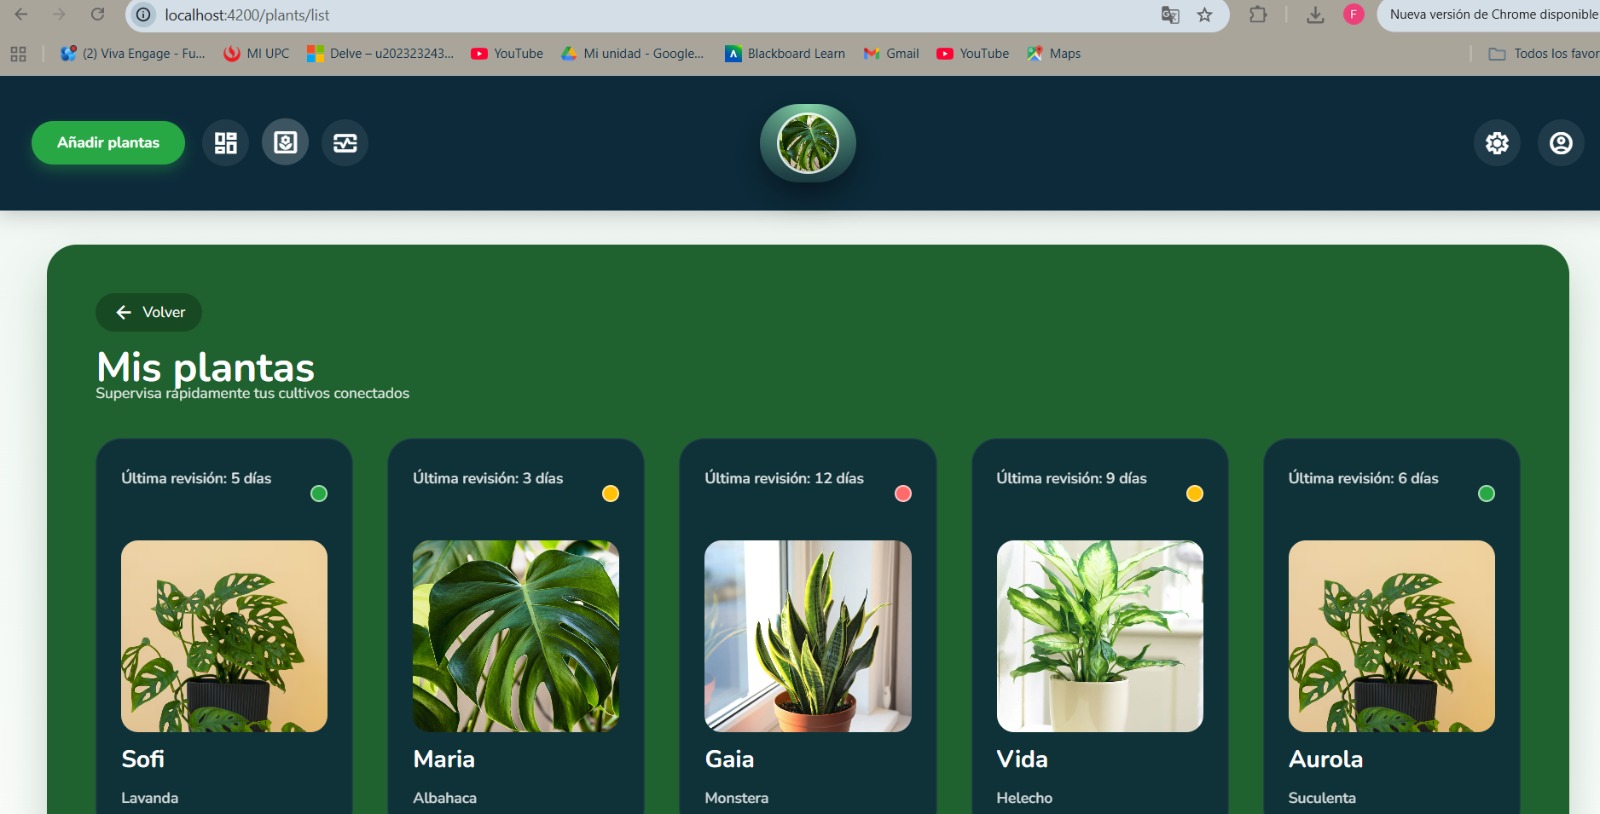 localhost:4200/plants/list
F
Nueva versión de Chrome disponible
(2) Viva Engage - Fu...
MI UPC
Delve – u202323243...
YouTube
Mi unidad - Google...
Blackboard Learn
Gmail
YouTube
Maps
Todos los favor
Añadir plantas
Volver
Mis plantas
Supervisa rápidamente tus cultivos conectados
Última revisión: 5 días
Última revisión: 3 días
Última revisión: 12 días
Última revisión: 9 días
Última revisión: 6 días
Sofi
Maria
Gaia
Vida
Aurola
Lavanda
Albahaca
Monstera
Helecho
Suculenta